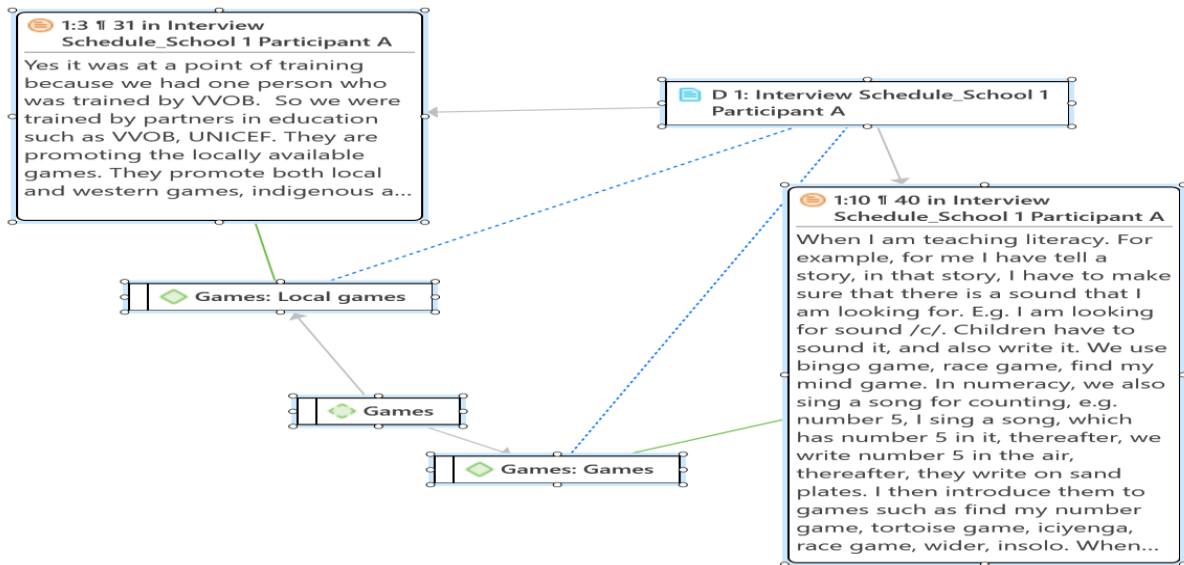 1:3 ¶ 31 in Interview
Schedule_School 1 Participant A
Yes it was at a point of training
because we had one person who
was trained by VVOB.  So we were
trained by partners in education
such as VVOB, UNICEF. They are
promoting the locally available
games. They promote both local
and western games, indigenous a...
D 1: Interview Schedule_School 1
Participant A
1:10 ¶ 40 in Interview
Schedule_School 1 Participant A
When I am teaching literacy. For
example, for me I have tell a
story, in that story, I have to make
sure that there is a sound that I
am looking for. E.g. I am looking
for sound /c/. Children have to
sound it, and also write it. We use
bingo game, race game, find my
mind game. In numeracy, we also
sing a song for counting, e.g.
number 5, I sing a song, which
has number 5 in it, thereafter, we
write number 5 in the air,
thereafter, they write on sand
plates. I then introduce them to
games such as find my number
game, tortoise game, iciyenga,
race game, wider, insolo. When...
Games: Local games
Games
Games: Games